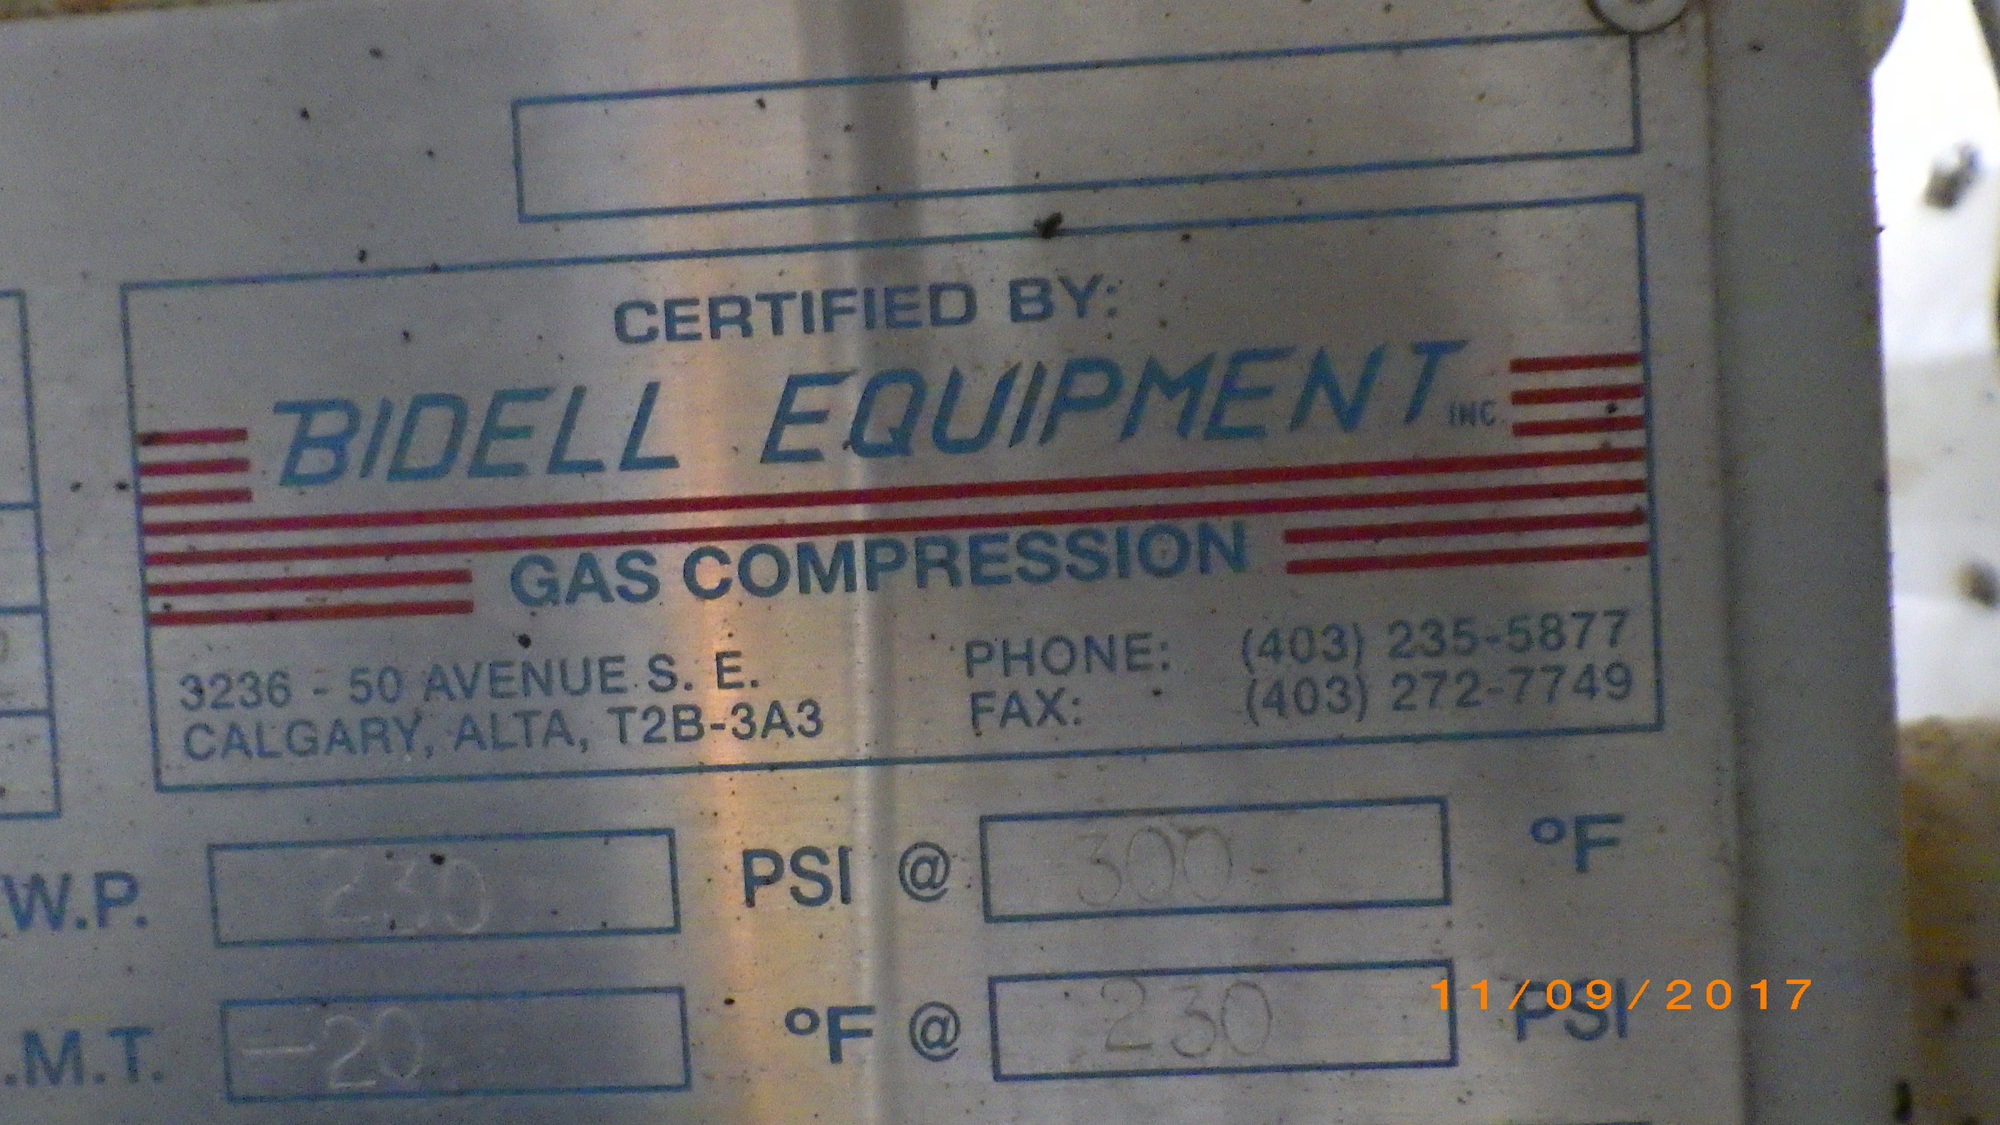 CERTIFIED BY:
BIDELL EQUIPMENT INC.
GAS COMPRESSION
3236 - 50 AVENUE S. E.
CALGARY, ALTA, T2B-3A3
PHONE: (403) 235-5877
FAX: (403) 272-7749
W.P. 230 PSI @ 300 °F
.M.T. -20 °F @ 230 PSI
11/09/2017